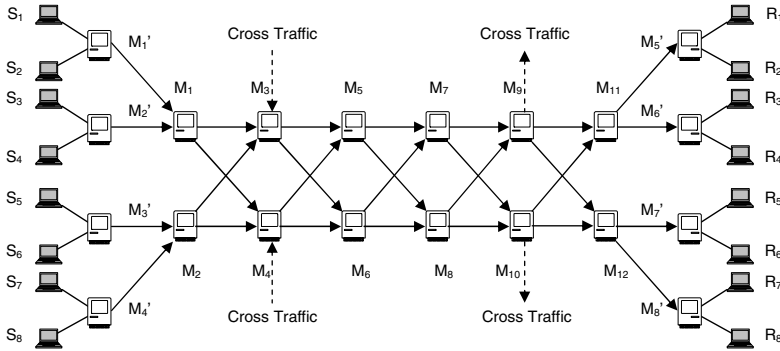 S1
Cross Traffic
Cross Traffic
R1
M1'
M5'
S2
M1
M3
M5
M7
M9
M11
R2
S3
R3
M2'
M6'
S4
R4
S5
R5
M3'
M7'
S6
R6
M2
M4
M6
M8
M10
M12
S7
R7
M4'
M8'
Cross Traffic
Cross Traffic
S8
R8